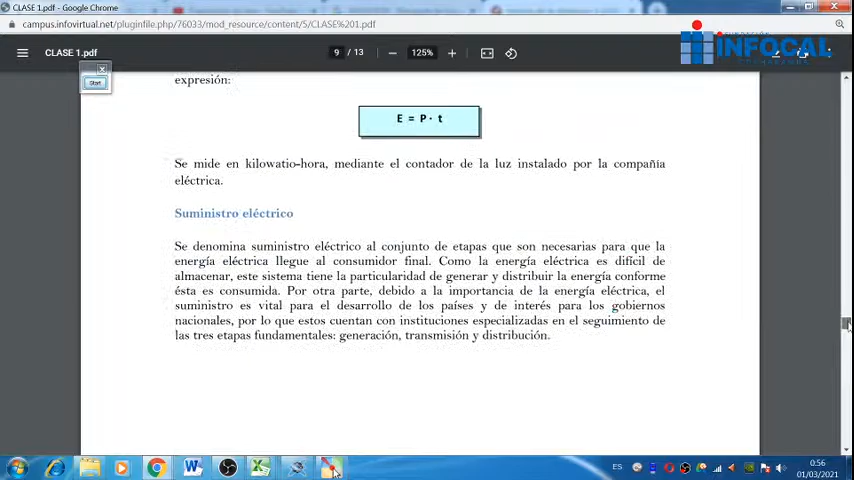 CLASE 1.pdf - Google Chrome
campus.infovirtual.net/pluginfile.php/76033/mod_resource/content/5/CLASE%201.pdf
CLASE 1.pdf
9 / 13
125%
INFOCAL
Start
expresión:
E = P · t
Se mide en kilowatio-hora, mediante el contador de la luz instalado por la compañia
eléctrica.
Suministro eléctrico
Se denomina suministro eléctrico al conjunto de etapas que son necesarias para que la
energía eléctrica llegue al consumidor final. Como la energía eléctrica es difícil de
almacenar, este sistema tiene la particularidad de generar y distribuir la energía conforme
ésta es consumida. Por otra parte, debido a la importancia de la energía eléctrica, el
suministro es vital para el desarrollo de los países y de interés para los gobiernos
nacionales, por lo que estos cuentan con instituciones especializadas en el seguimiento de
las tres etapas fundamentales: generación, transmisión y distribución.
ES
0:56
01/03/2021